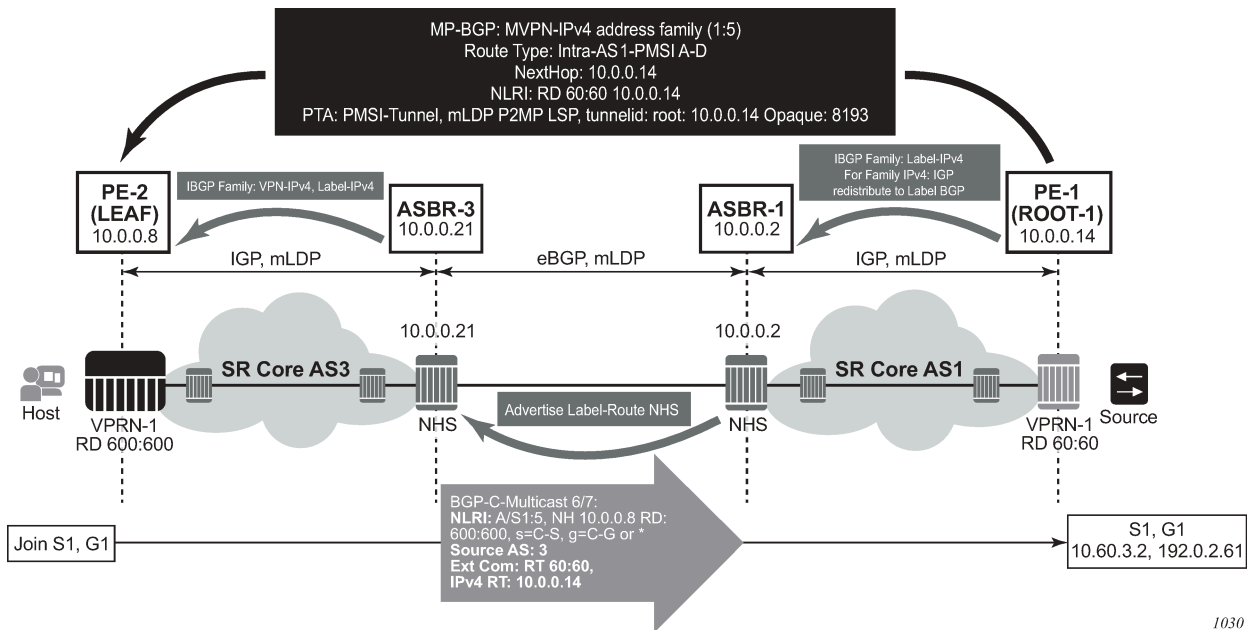 MP-BGP: MVPN-IPv4 address family (1:5)
Route Type: Intra-AS1-PMSI A-D
NextHop: 10.0.0.14
NLRI: RD 60:60 10.0.0.14
PTA: PMSI-Tunnel, mLDP P2MP LSP, tunnelid: root: 10.0.0.14 Opaque: 8193
PE-2
(LEAF)
10.0.0.8
IBGP Family: VPN-IPv4, Label-IPv4
ASBR-3
10.0.0.21
ASBR-1
10.0.0.2
IBGP Family: Label-IPv4
For Family IPv4: IGP
redistribute to Label BGP
PE-1
(ROOT-1)
10.0.0.14
IGP, mLDP
eBGP, mLDP
IGP, mLDP
10.0.0.21
10.0.0.2
SR Core AS3
SR Core AS1
Host
VPRN-1
RD 600:600
NHS
Advertise Label-Route NHS
NHS
VPRN-1
RD 60:60
Source
BGP-C-Multicast 6/7:
NLRI: A/S1:5, NH 10.0.0.8 RD:
600:600, s=C-S, g=C-G or *
Source AS: 3
Ext Com: RT 60:60,
IPv4 RT: 10.0.0.14
Join S1, G1
S1, G1
10.60.3.2, 192.0.2.61
1030